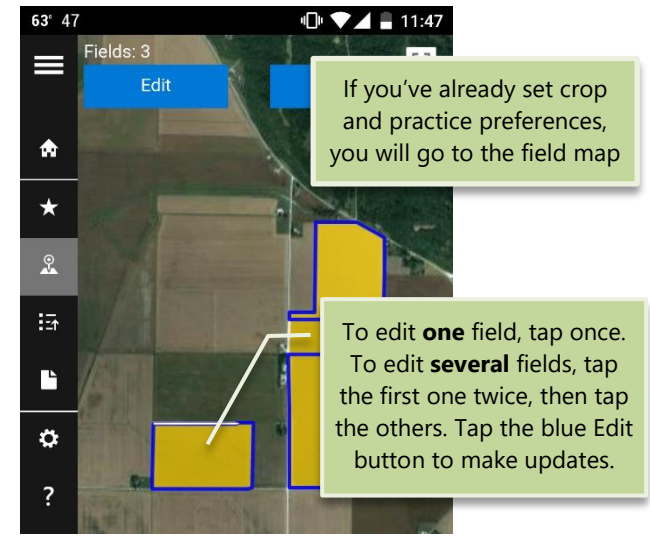 63° 47 11:47
Fields: 3
Edit
If you’ve already set crop
and practice preferences,
you will go to the field map
To edit one field, tap once.
To edit several fields, tap
the first one twice, then tap
the others. Tap the blue Edit
button to make updates.
?